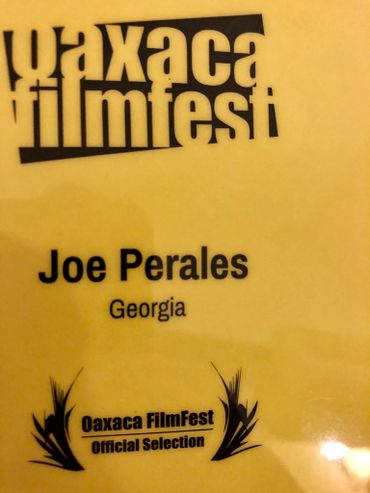 oaxaca
filmfest
Joe Perales
Georgia
Oaxaca FilmFest
Official Selection